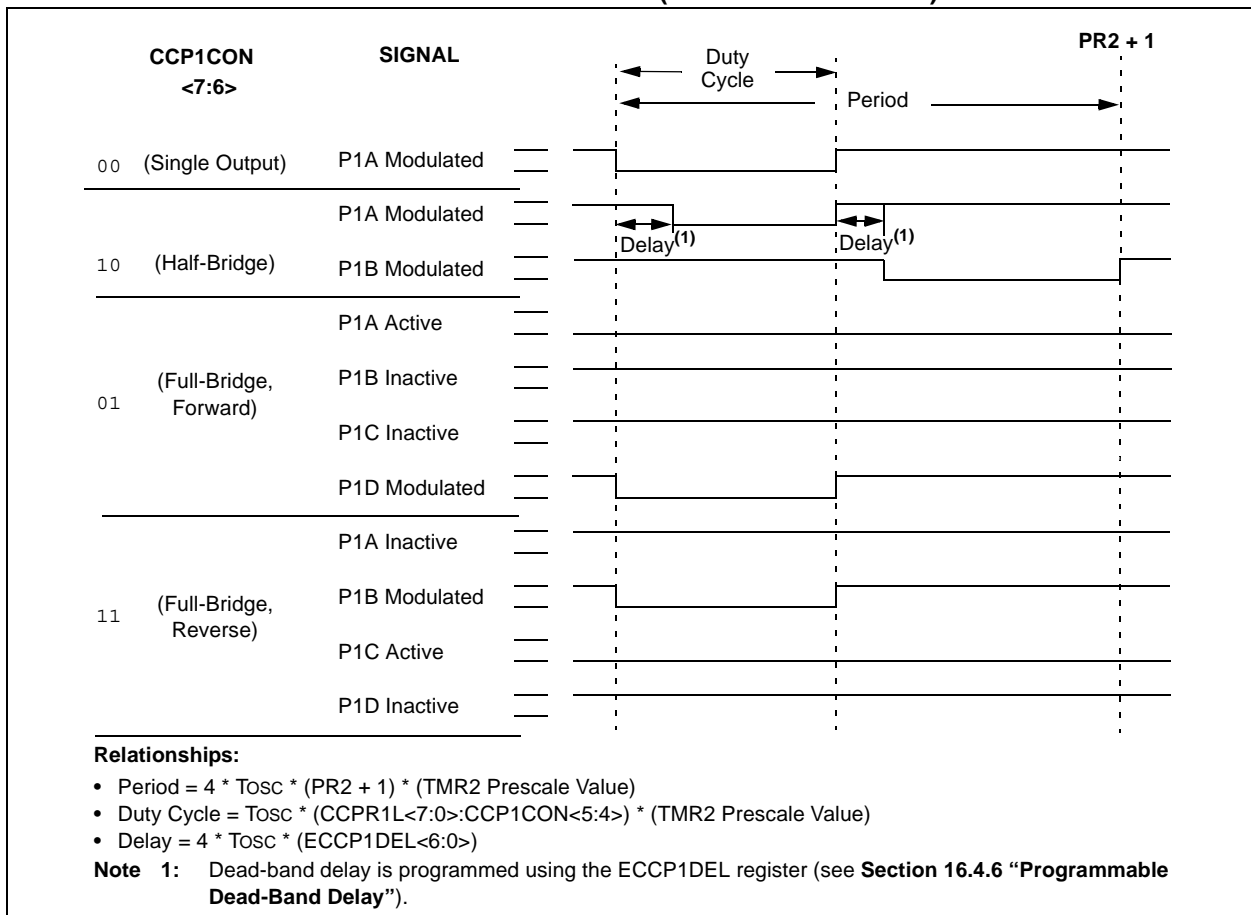 CCP1CON
<7:6>
SIGNAL
PR2 + 1
Duty
Cycle
Period
00 (Single Output) P1A Modulated
P1A Modulated
Delay(1) Delay(1)
10 (Half-Bridge) P1B Modulated
P1A Active
01 (Full-Bridge,
Forward)
P1B Inactive
P1C Inactive
P1D Modulated
P1A Inactive
11 (Full-Bridge,
Reverse)
P1B Modulated
P1C Active
P1D Inactive
Relationships:
• Period = 4 * TOSC * (PR2 + 1) * (TMR2 Prescale Value)
• Duty Cycle = TOSC * (CCPR1L<7:0>:CCP1CON<5:4>) * (TMR2 Prescale Value)
• Delay = 4 * TOSC * (ECCP1DEL<6:0>)
Note 1: Dead-band delay is programmed using the ECCP1DEL register (see Section 16.4.6 “Programmable
Dead-Band Delay”).